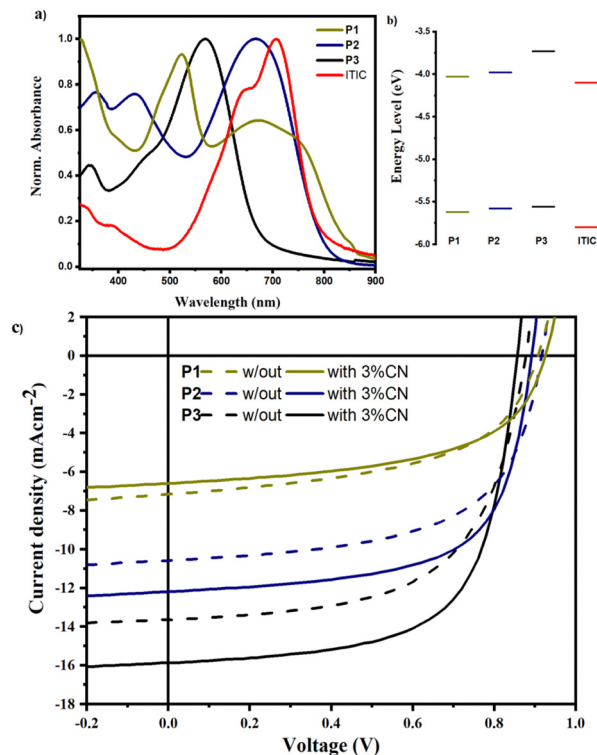 a)
P1
P2
P3
ITIC
Norm. Absorbance
1.0
0.8
0.6
0.4
0.2
0.0
400 500 600 700 800 900
Wavelength (nm)
b)
Energy Level (eV)
-3.5
-4.0
-4.5
-5.0
-5.5
-6.0
P1 P2 P3 ITIC
c)
Current density (mAcm-2)
2
0
-2
-4
-6
-8
-10
-12
-14
-16
-18
P1 w/out with 3%CN
P2 w/out with 3%CN
P3 w/out with 3%CN
-0.2 0.0 0.2 0.4 0.6 0.8 1.0
Voltage (V)